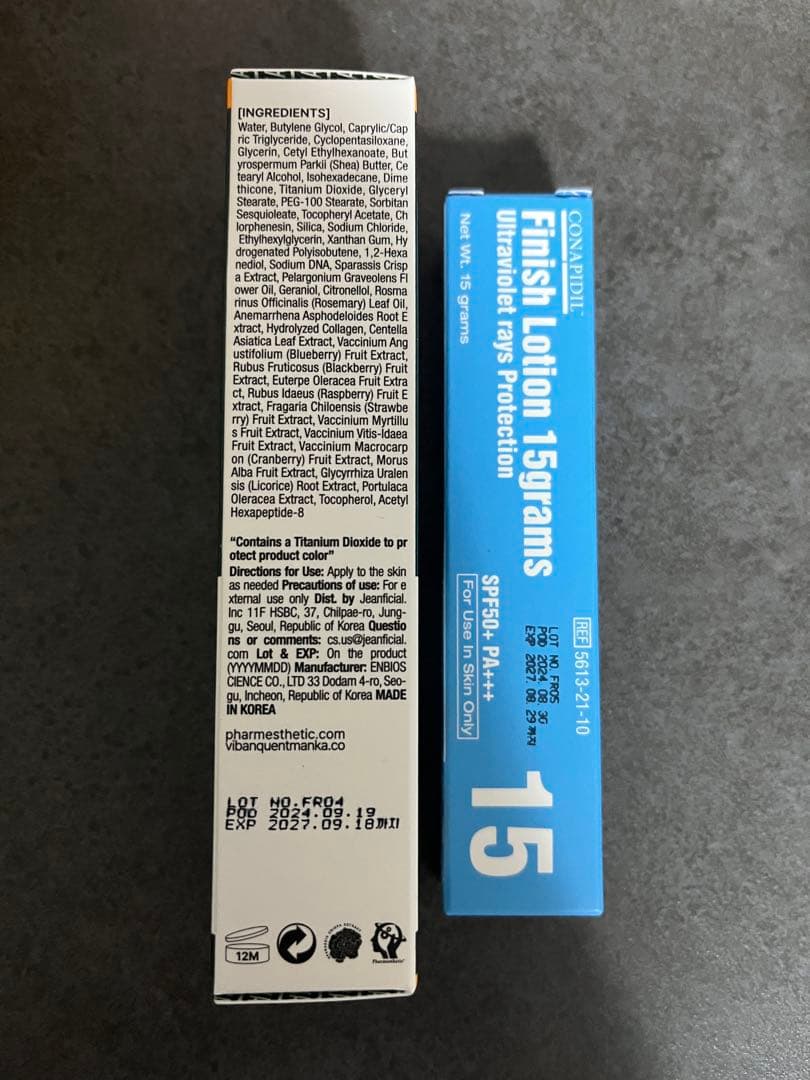 [INGREDIENTS]
Water, Butylene Glycol, Caprylic/Cap
ric Triglyceride, Cyclopentasiloxane,
Glycerin, Cetyl Ethylhexanoate, But
yrospermum Parkii (Shea) Butter, Ce
tearyl Alcohol, Isohexadecane, Dime
thicone, Titanium Dioxide, Glyceryl
Stearate, PEG-100 Stearate, Sorbitan
Sesquioleate, Tocopheryl Acetate, Ch
lorphenesin, Silica, Sodium Chloride,
Ethylhexylglycerin, Xanthan Gum, Hy
drogenated Polyisobutene, 1,2-Hexa
nediol, Sodium DNA, Sparassis Crisp
a Extract, Pelargonium Graveolens Fl
ower Oil, Geraniol, Citronellol, Rosma
rinus Officinalis (Rosemary) Leaf Oil,
Anemarrhena Asphodeloides Root E
xtract, Hydrolyzed Collagen, Centella
Asiatica Leaf Extract, Vaccinium Ang
ustifolium (Blueberry) Fruit Extract,
Rubus Fruticosus (Blackberry) Fruit
Extract, Euterpe Oleracea Fruit Extra
ct, Rubus Idaeus (Raspberry) Fruit E
xtract, Fragaria Chiloensis (Strawbe
rry) Fruit Extract, Vaccinium Myrtillu
s Fruit Extract, Vaccinium Vitis-Idaea
Fruit Extract, Vaccinium Macrocarp
on (Cranberry) Fruit Extract, Morus
Alba Fruit Extract, Glycyrrhiza Uralen
sis (Licorice) Root Extract, Portulaca
Oleracea Extract, Tocopherol, Acetyl
Hexapeptide-8
"Contains a Titanium Dioxide to pr
otect product color"
Directions for Use: Apply to the skin
as needed Precautions of use: For e
xternal use only Dist. by Jeanficial.
Inc 11F HSBC, 37, Chilpae-ro, Jung-
gu, Seoul, Republic of Korea Questio
ns or comments: cs.us@jeanficial.
com Lot & EXP: On the product
(YYYYMMDD) Manufacturer: ENBIOS
CIENCE CO., LTD 33 Dodam 4-ro, Seo-
gu, Incheon, Republic of Korea MADE
IN KOREA
pharmesthetic.com
vibanquentmanka.co
LOT NO.FR04
POD 2024.09.19
EXP 2027.09.18까지
12M
Pharmesthetic
CONAPIDIL™
Finish Lotion 15grams
Ultraviolet rays Protection
Net Wt. 15 grams
REF 5613-21-10
LOT NO. FR05
POD 2024. 08. 30
EXP 2027. 08. 29까지
SPF50+ PA+++
For Use In Skin Only
15